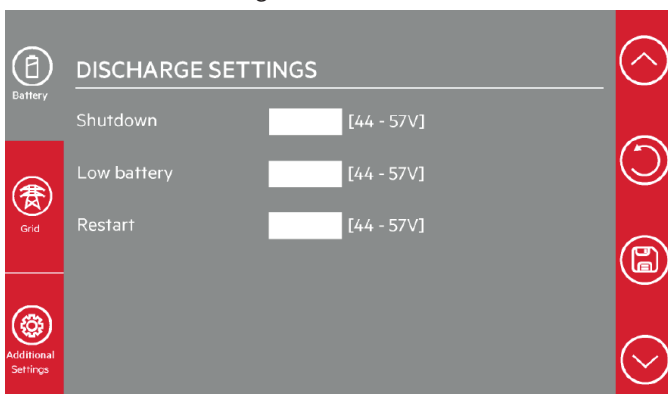 Battery
DISCHARGE SETTINGS
Shutdown [44 - 57V]
Low battery [44 - 57V]
Restart [44 - 57V]
Grid
Additional
Settings